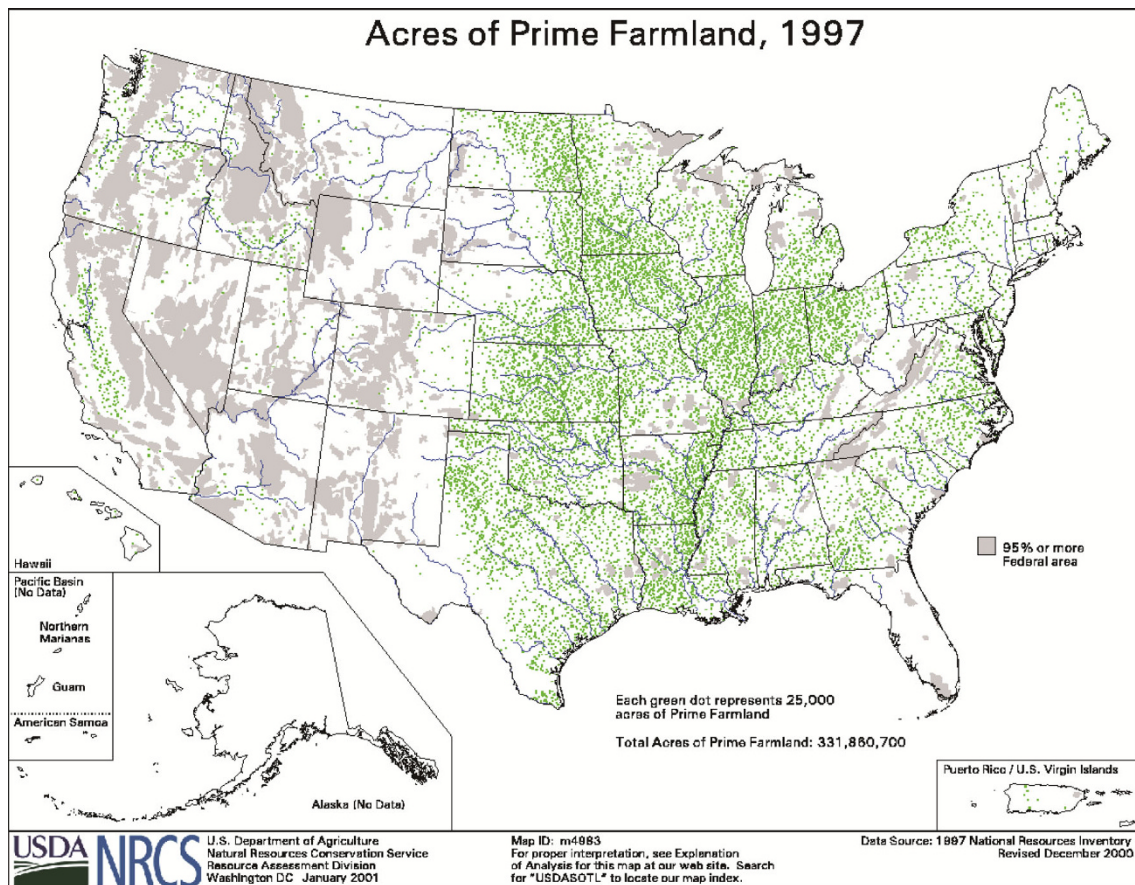 Acres of Prime Farmland, 1997
95% or more
Federal area
Hawaii
Pacific Basin
(No Data)
Northern
Marianas
Guam
American Samoa
Alaska (No Data)
Each green dot represents 25,000
acres of Prime Farmland
Total Acres of Prime Farmland: 331,860,700
Puerto Rico / U.S. Virgin Islands
USDA
NRCS
U.S. Department of Agriculture
Natural Resources Conservation Service
Resource Assessment Division
Washington DC January 2001
Map ID: m4983
For proper interpretation, see Explanation
of Analysis for this map at our web site. Search
for "USDASOTL" to locate our map index.
Data Source: 1997 National Resources Inventory
Revised December 2000